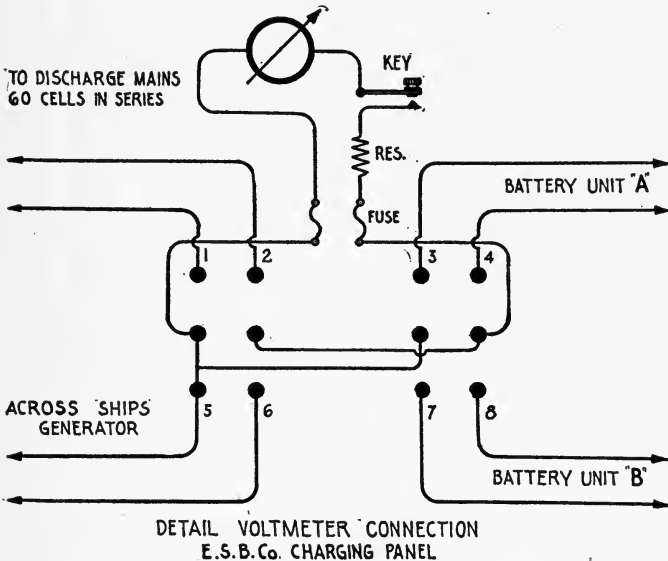 KEY
TO DISCHARGE MAINS
60 CELLS IN SERIES
RES.
BATTERY UNIT "A"
FUSE
1 2 3 4
5 6 7 8
ACROSS SHIPS
GENERATOR
BATTERY UNIT "B"
DETAIL VOLTMETER CONNECTION
E.S.B.Co. CHARGING PANEL